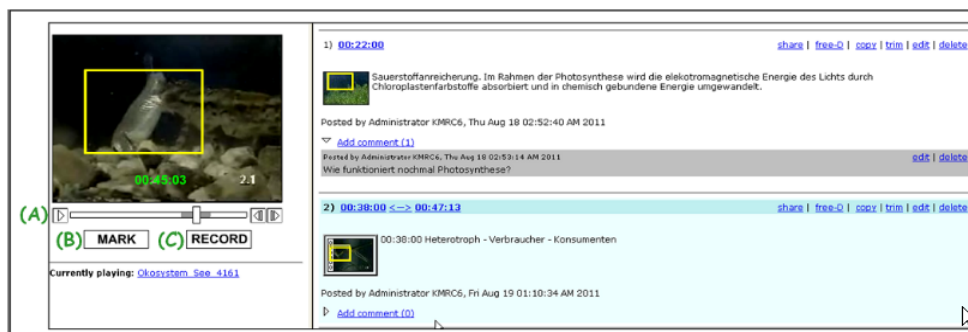 00:45:03
2.1
(A)
(B) MARK (C) RECORD
Currently playing: Okosystem_See_4161
1) 00:22:00 share | free-D | copy | trim | edit | delete
Sauerstoffanreicherung. Im Rahmen der Photosynthese wird die elekotromagnetische Energie des Lichts durch
Chloroplastenfarbstoffe absorbiert und in chemisch gebundene Energie umgewandelt.
Posted by Administrator KMRC6, Thu Aug 18 02:52:40 AM 2011
Add comment (1)
Posted by Administrator KMRC6, Thu Aug 18 02:53:14 AM 2011 edit | delete
Wie funktioniert nochmal Photosynthese?
2) 00:38:00 <--> 00:47:13 share | free-D | copy | trim | edit | delete
00:38:00 Heterotroph - Verbraucher - Konsumenten
Posted by Administrator KMRC6, Fri Aug 19 01:10:34 AM 2011
Add comment (0)